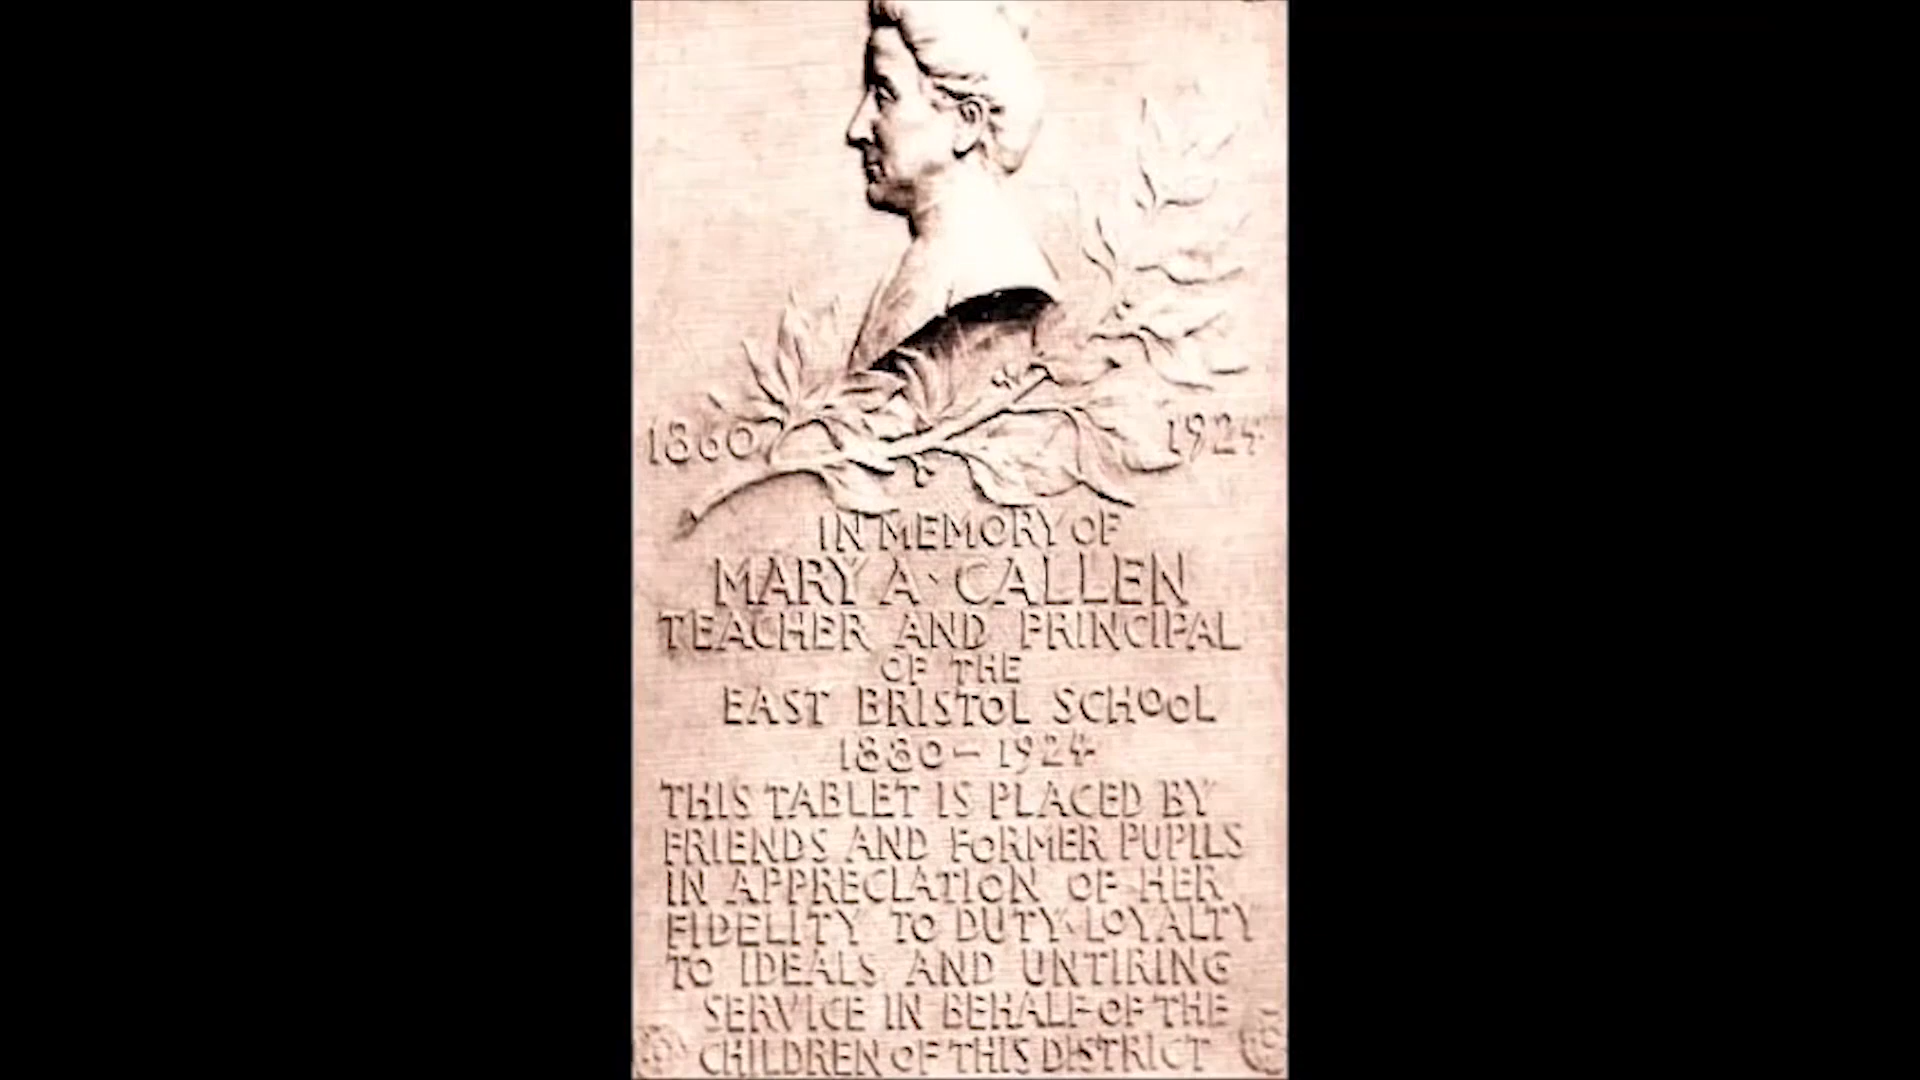 1860 1924
IN MEMORY OF
MARY A. CALLEN
TEACHER AND PRINCIPAL
OF THE
EAST BRISTOL SCHOOL
1880-1924
THIS TABLET IS PLACED BY
FRIENDS AND FORMER PUPILS
IN APPRECIATION OF HER
FIDELITY TO DUTY, LOYALTY
TO IDEALS AND UNTIRING
SERVICE IN BEHALF OF THE
CHILDREN OF THIS DISTRICT